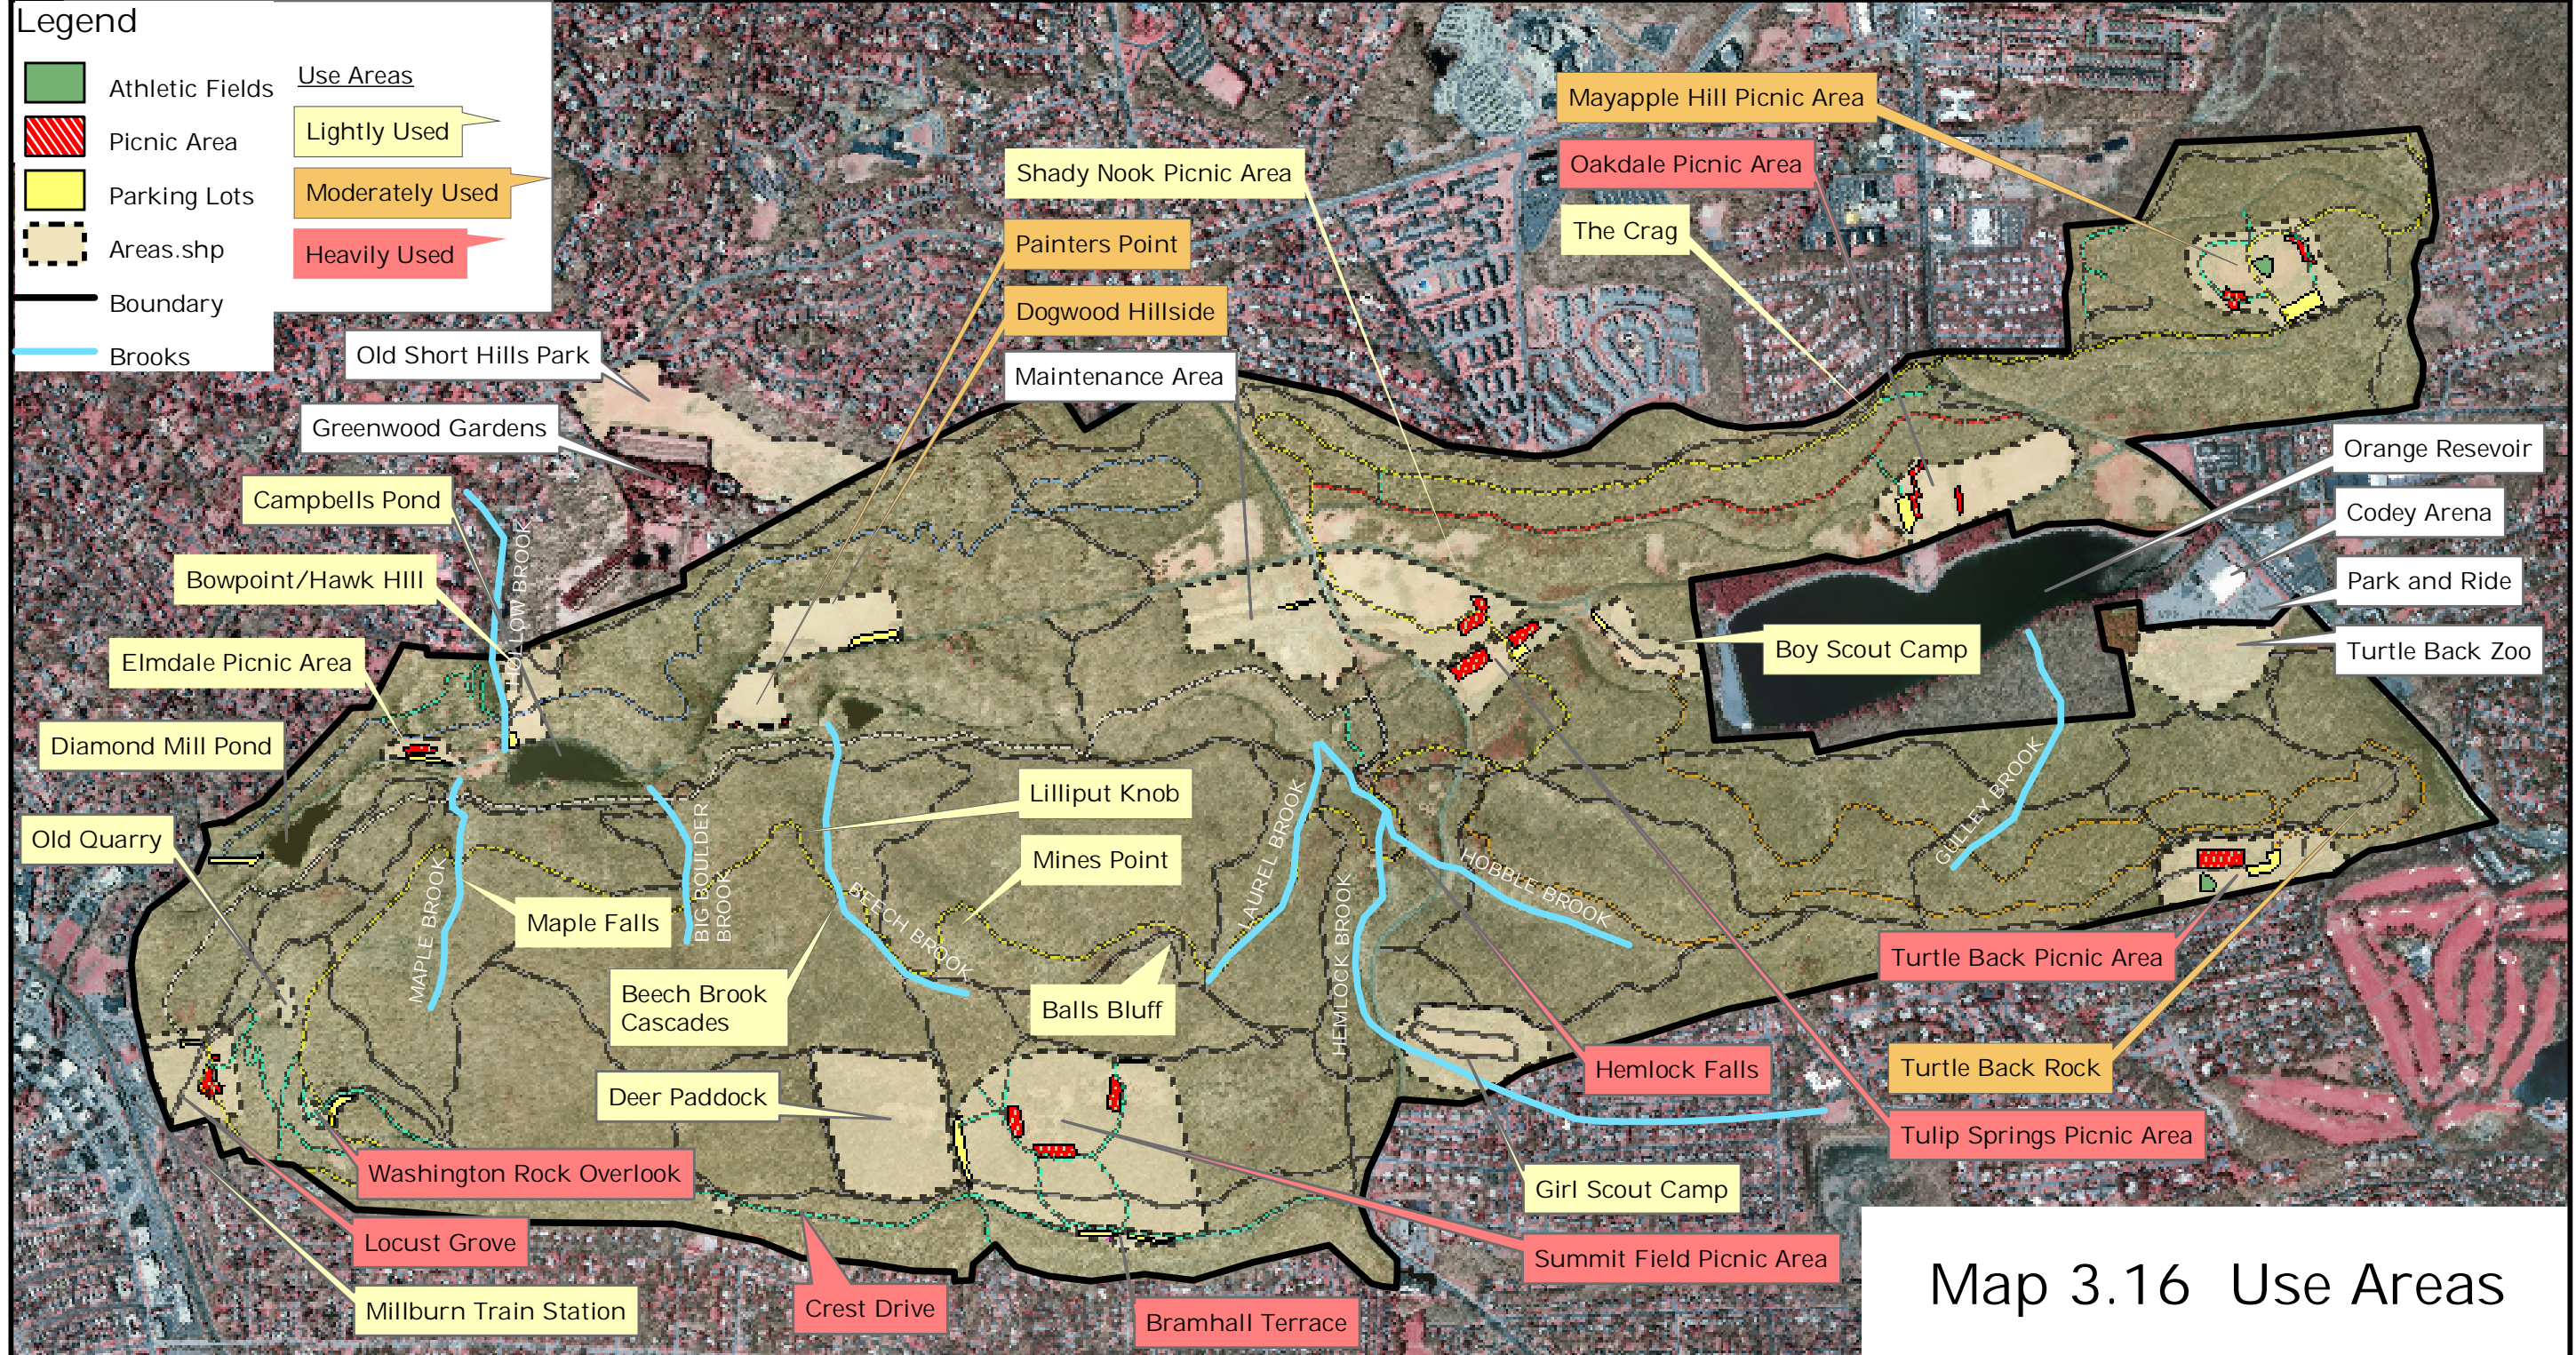 Legend
Athletic Fields
Picnic Area
Parking Lots
Areas.shp
Boundary
Brooks
Use Areas
Lightly Used
Moderately Used
Heavily Used
Mayapple Hill Picnic Area
Oakdale Picnic Area
The Crag
Shady Nook Picnic Area
Painters Point
Dogwood Hillside
Maintenance Area
Old Short Hills Park
Greenwood Gardens
Campbells Pond
Bowpoint/Hawk HIll
Elmdale Picnic Area
Diamond Mill Pond
Old Quarry
Orange Resevoir
Codey Arena
Park and Ride
Turtle Back Zoo
Boy Scout Camp
HOLLOW BROOK
Lilliput Knob
Mines Point
Maple Falls
MAPLE BROOK
BIG BOULDER
BROOK
BEECH BROOK
LAUREL BROOK
HEMLOCK BROOK
HOBBLE BROOK
GULLEY BROOK
Beech Brook
Cascades
Balls Bluff
Deer Paddock
Turtle Back Picnic Area
Hemlock Falls
Turtle Back Rock
Tulip Springs Picnic Area
Washington Rock Overlook
Girl Scout Camp
Locust Grove
Summit Field Picnic Area
Millburn Train Station
Crest Drive
Bramhall Terrace
Map 3.16 Use Areas